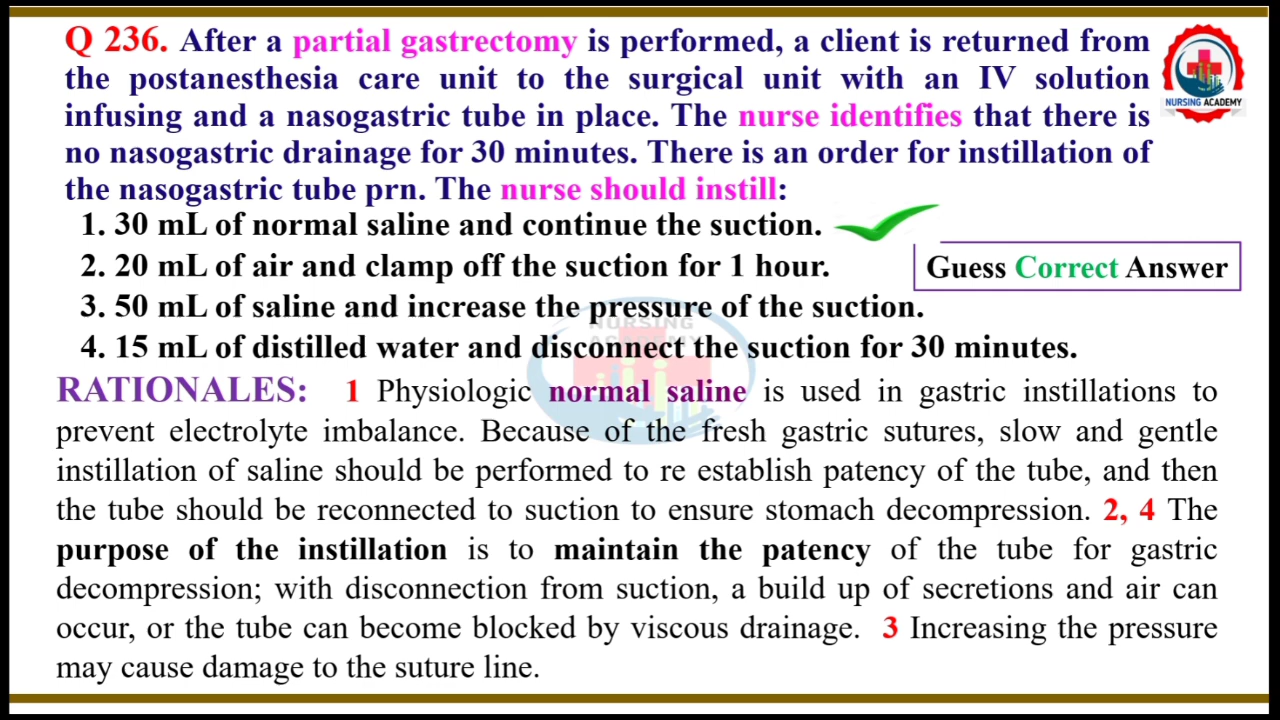 Q 236. After a partial gastrectomy is performed, a client is returned from
the postanesthesia care unit to the surgical unit with an IV solution
infusing and a nasogastric tube in place. The nurse identifies that there is
no nasogastric drainage for 30 minutes. There is an order for instillation of
the nasogastric tube prn. The nurse should instill:
NURSING ACADEMY
1. 30 mL of normal saline and continue the suction.
2. 20 mL of air and clamp off the suction for 1 hour.
Guess Correct Answer
3. 50 mL of saline and increase the pressure of the suction.
NURSING
ACADEMY
4. 15 mL of distilled water and disconnect the suction for 30 minutes.
RATIONALES: 1 Physiologic normal saline is used in gastric instillations to
prevent electrolyte imbalance. Because of the fresh gastric sutures, slow and gentle
instillation of saline should be performed to re establish patency of the tube, and then
the tube should be reconnected to suction to ensure stomach decompression. 2, 4 The
purpose of the instillation is to maintain the patency of the tube for gastric
decompression; with disconnection from suction, a build up of secretions and air can
occur, or the tube can become blocked by viscous drainage. 3 Increasing the pressure
may cause damage to the suture line.